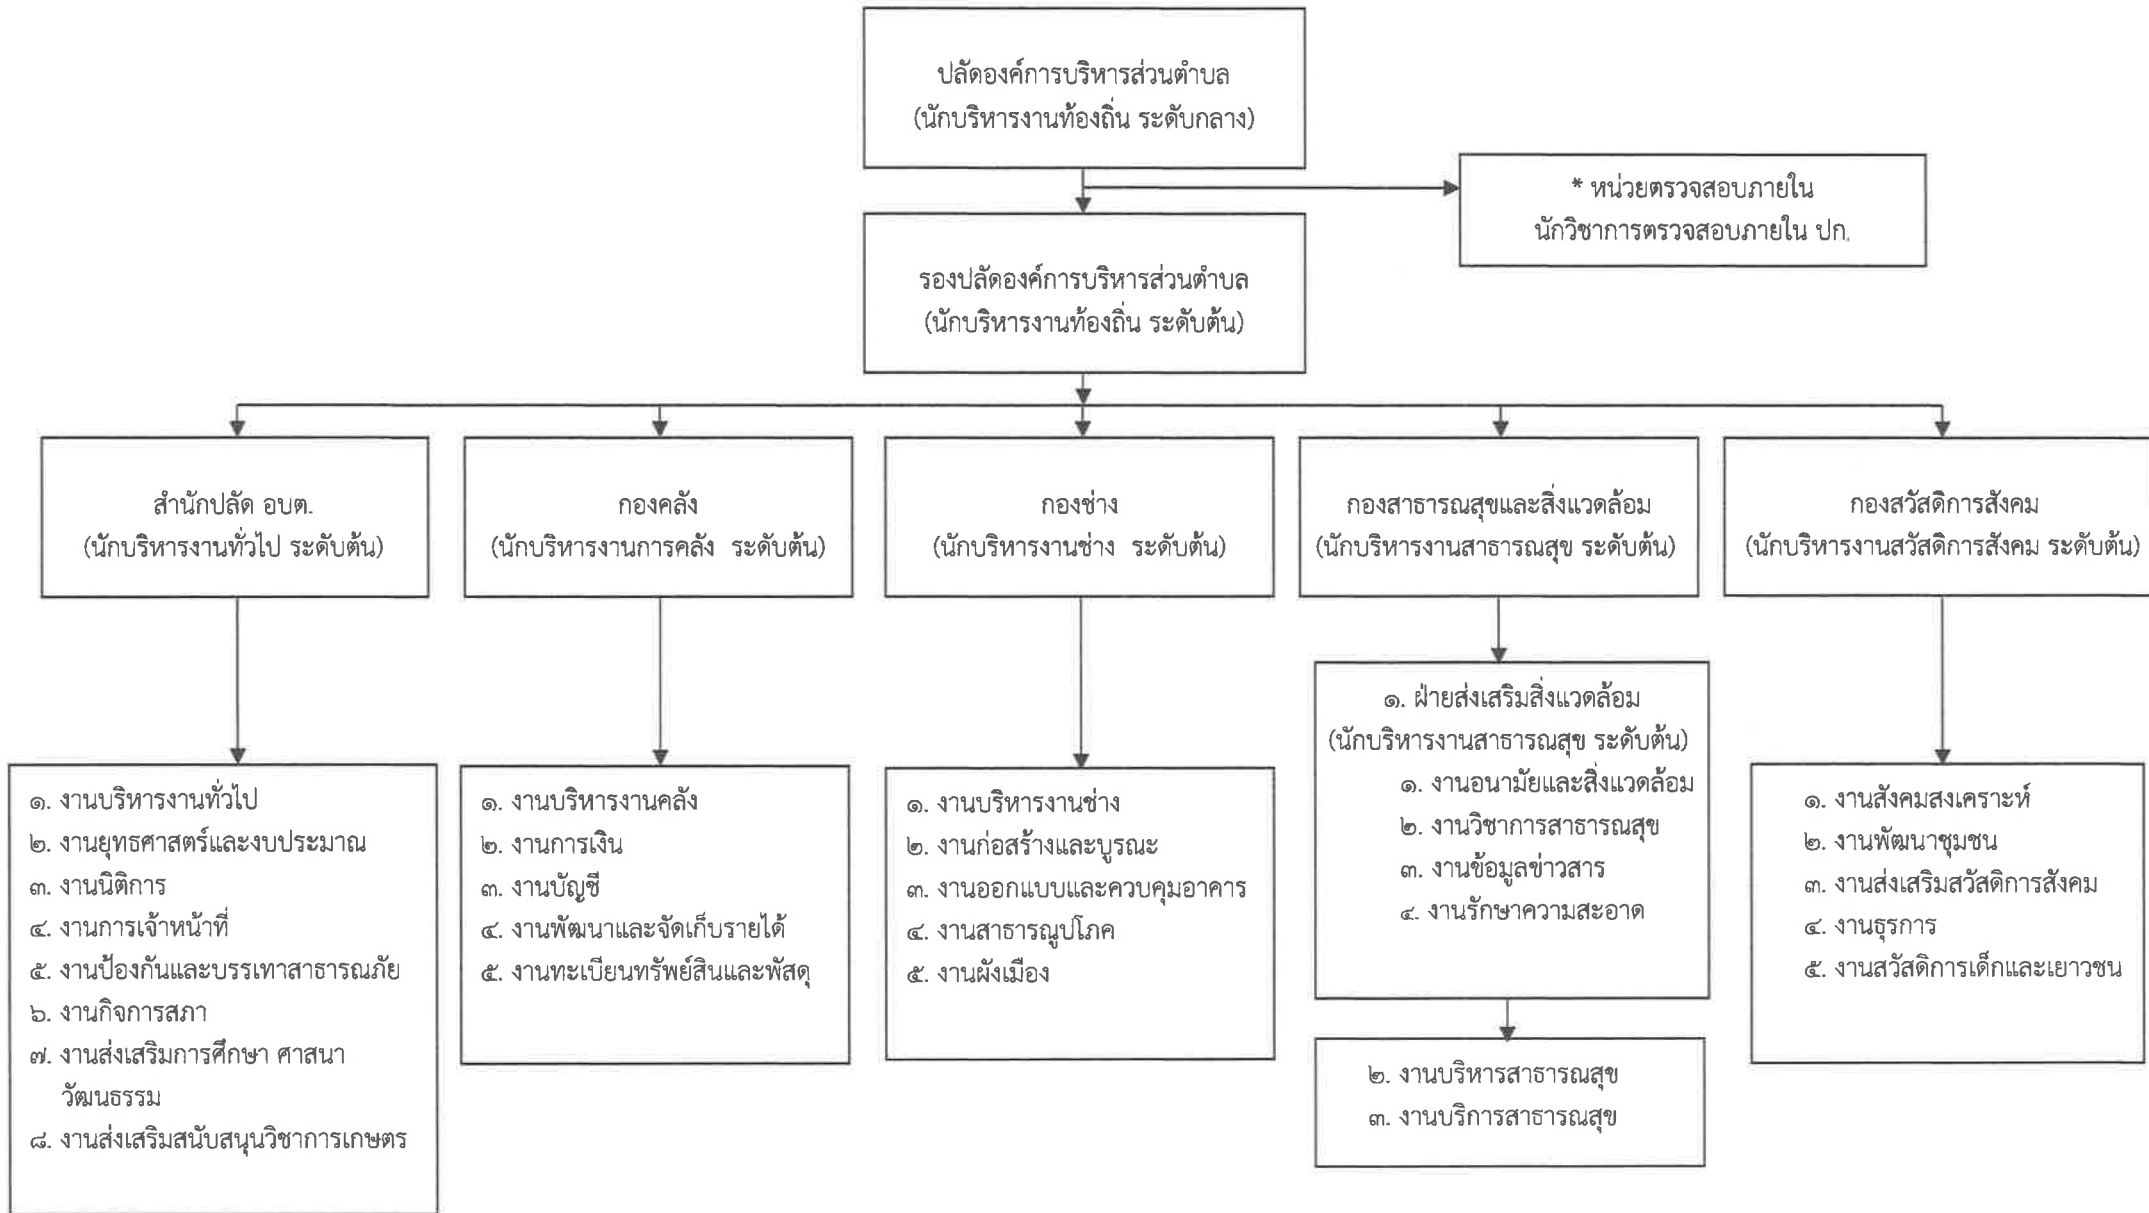 ปลัดองค์การบริหารส่วนตำบล
(นักบริหารงานท้องถิ่น ระดับกลาง)
* หน่วยตรวจสอบภายใน
นักวิชาการตรวจสอบภายใน ปก.
รองปลัดองค์การบริหารส่วนตำบล
(นักบริหารงานท้องถิ่น ระดับต้น)
สำนักปลัด อบต.
(นักบริหารงานทั่วไป ระดับต้น)
กองคลัง
(นักบริหารงานการคลัง ระดับต้น)
กองช่าง
(นักบริหารงานช่าง ระดับต้น)
กองสาธารณสุขและสิ่งแวดล้อม
(นักบริหารงานสาธารณสุข ระดับต้น)
กองสวัสดิการสังคม
(นักบริหารงานสวัสดิการสังคม ระดับต้น)
๑. งานบริหารงานทั่วไป
๒. งานยุทธศาสตร์และงบประมาณ
๓. งานนิติการ
๔. งานการเจ้าหน้าที่
๕. งานป้องกันและบรรเทาสาธารณภัย
๖. งานกิจการสภา
๗. งานส่งเสริมการศึกษา ศาสนา
วัฒนธรรม
๘. งานส่งเสริมสนับสนุนวิชาการเกษตร
๑. งานบริหารงานคลัง
๒. งานการเงิน
๓. งานบัญชี
๔. งานพัฒนาและจัดเก็บรายได้
๕. งานทะเบียนทรัพย์สินและพัสดุ
๑. งานบริหารงานช่าง
๒. งานก่อสร้างและบูรณะ
๓. งานออกแบบและควบคุมอาคาร
๔. งานสาธารณูปโภค
๕. งานผังเมือง
๑. ฝ่ายส่งเสริมสิ่งแวดล้อม
(นักบริหารงานสาธารณสุข ระดับต้น)
๑. งานอนามัยและสิ่งแวดล้อม
๒. งานวิชาการสาธารณสุข
๓. งานข้อมูลข่าวสาร
๔. งานรักษาความสะอาด
๒. งานบริหารสาธารณสุข
๓. งานบริการสาธารณสุข
๑. งานสังคมสงเคราะห์
๒. งานพัฒนาชุมชน
๓. งานส่งเสริมสวัสดิการสังคม
๔. งานธุรการ
๕. งานสวัสดิการเด็กและเยาวชน